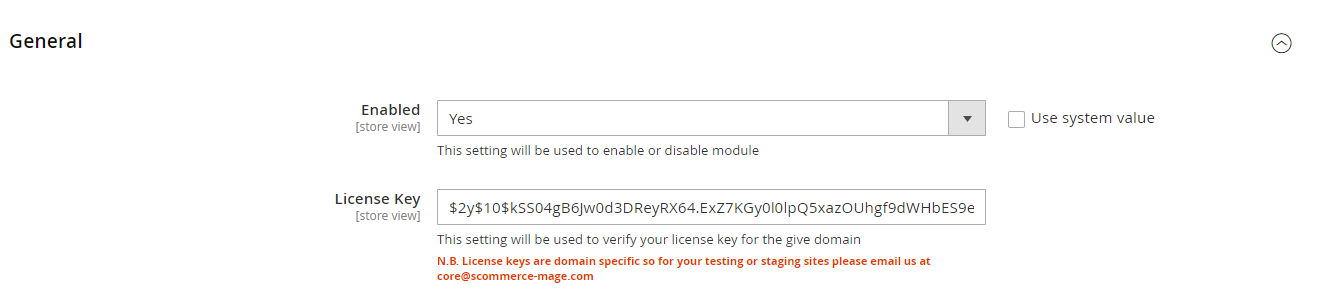 General
Enabled
[store view]
Yes
Use system value
This setting will be used to enable or disable module
License Key
[store view]
$2y$10$kSS04gB6Jw0d3DReyRX64.ExZ7KGy0l0lpQ5xazOUhgf9dWHbES9e
This setting will be used to verify your license key for the give domain
N.B. License keys are domain specific so for your testing or staging sites please email us at
core@scommerce-mage.com